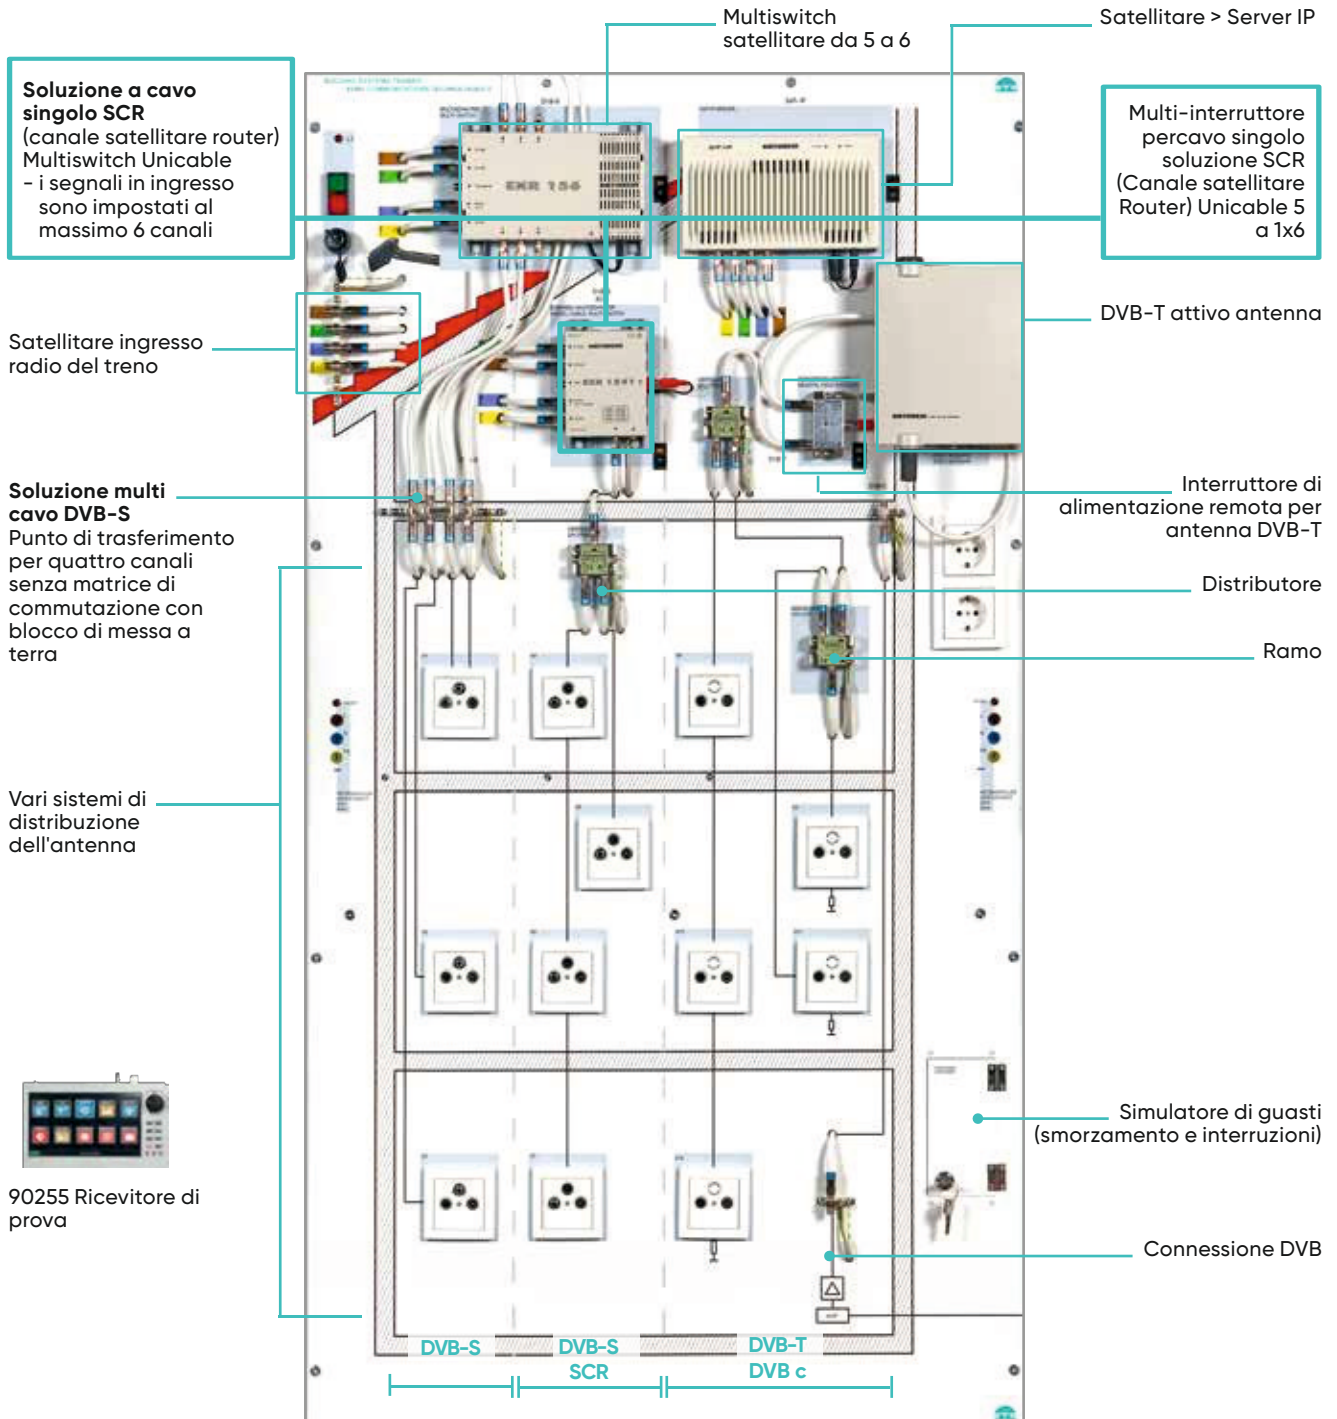 Multiswitch
satellitare da 5 a 6
Satellitare > Server IP
Soluzione a cavo
singolo SCR
(canale satellitare router)
Multiswitch Unicable
- i segnali in ingresso
sono impostati al
massimo 6 canali
Multi-interruttore
percavo singolo
soluzione SCR
(Canale satellitare
Router) Unicable 5
a 1x6
EXR 156
DVB-T attivo antenna
Satellitare ingresso
radio del treno
Soluzione multi
cavo DVB-S
Punto di trasferimento
per quattro canali
senza matrice di
commutazione con
blocco di messa a
terra
Interruttore di
alimentazione remota per
antenna DVB-T
Distributore
Ramo
Vari sistemi di
distribuzione
dell'antenna
Simulatore di guasti
(smorzamento e interruzioni)
90255 Ricevitore di
prova
Connessione DVB
DVB-S
DVB-S
SCR
DVB-T
DVB c